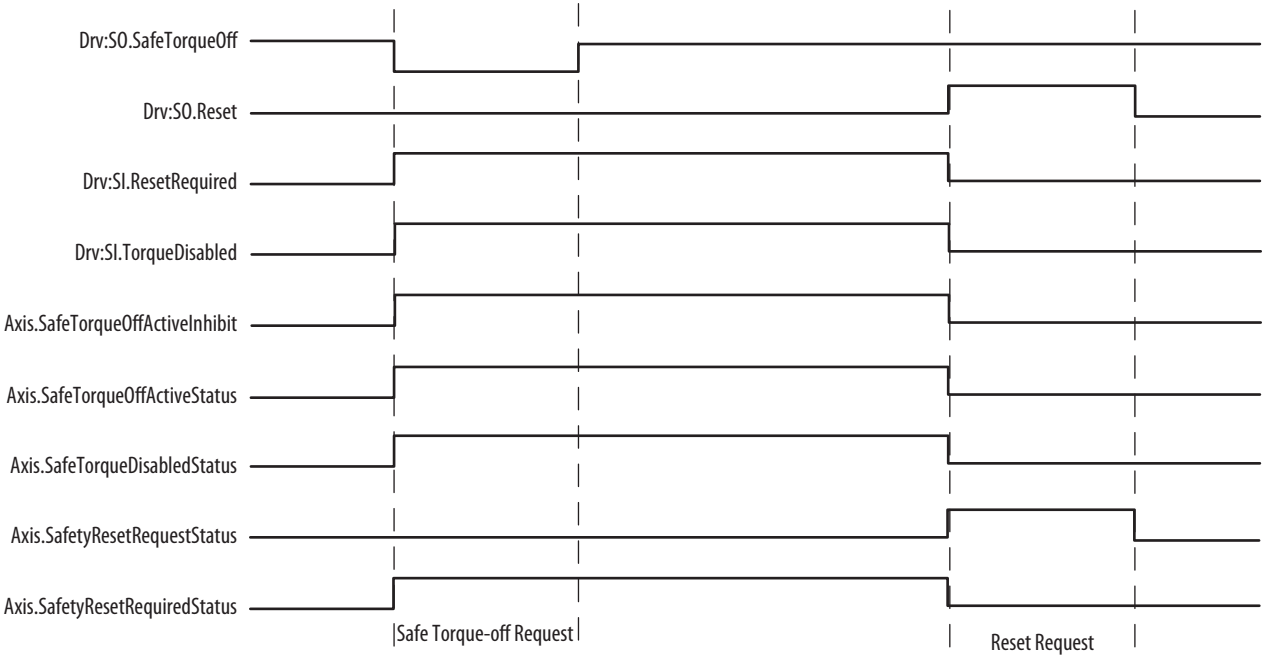 Drv:SO.SafeTorqueOff
Drv:SO.Reset
Drv:SI.ResetRequired
Drv:SI.TorqueDisabled
Axis.SafeTorqueOffActiveInhibit
Axis.SafeTorqueOffActiveStatus
Axis.SafeTorqueDisabledStatus
Axis.SafetyResetRequestStatus
Axis.SafetyResetRequiredStatus
Safe Torque-off Request
Reset Request